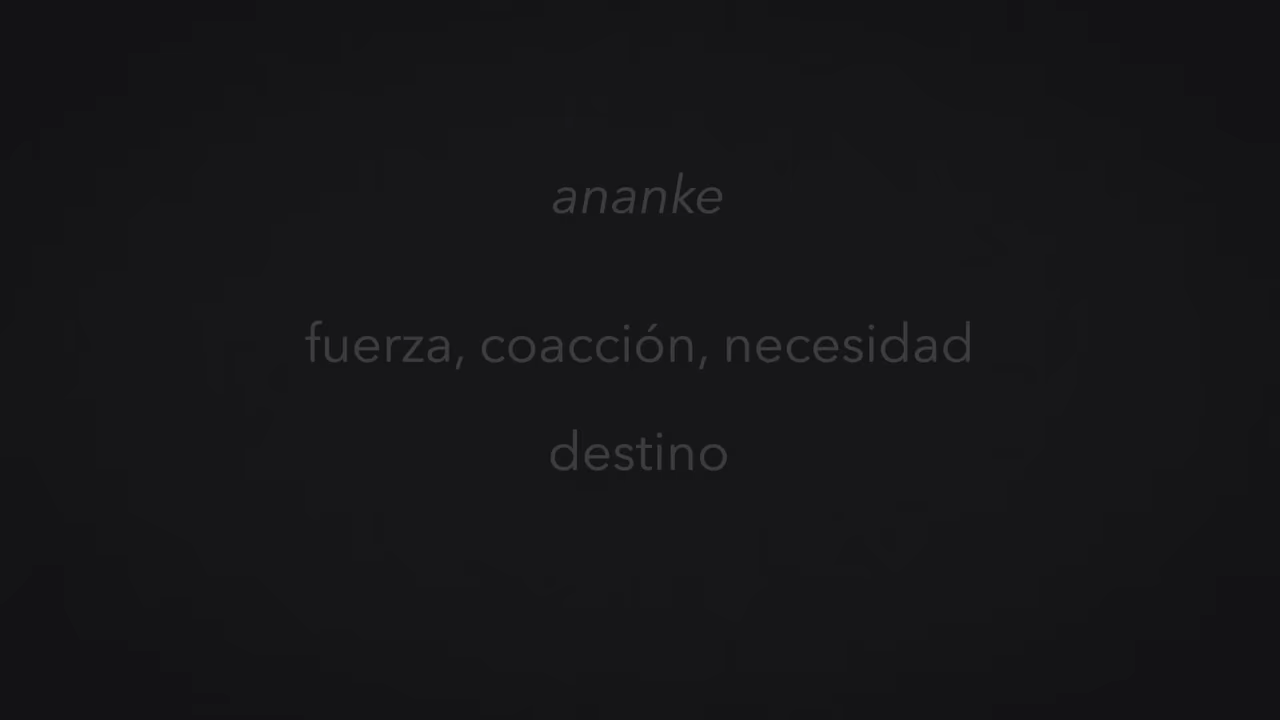 ananke
fuerza, coacción, necesidad
destino